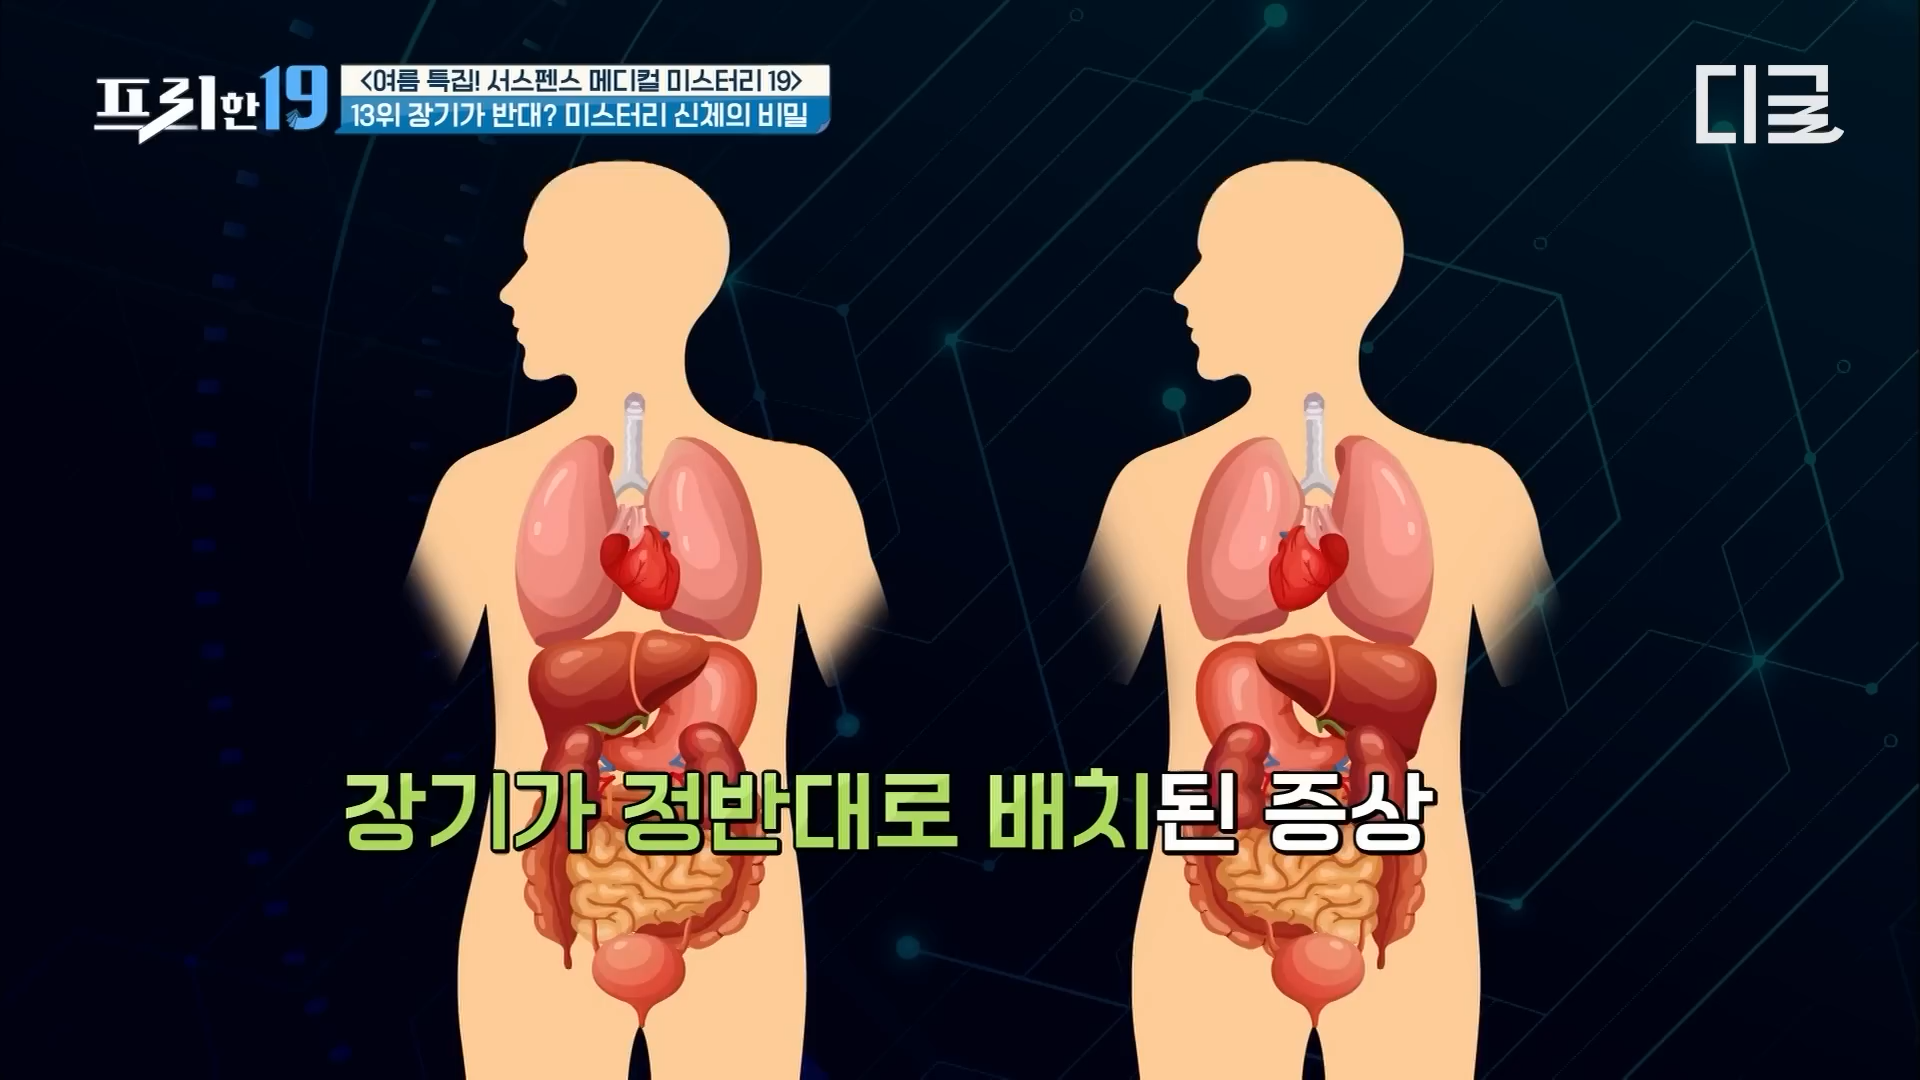 프리한19
<여름 특집! 서스펜스 메디컬 미스터리 19>
13위 장기가 반대? 미스터리 신체의 비밀
디글
장기가 정반대로 배치된 증상